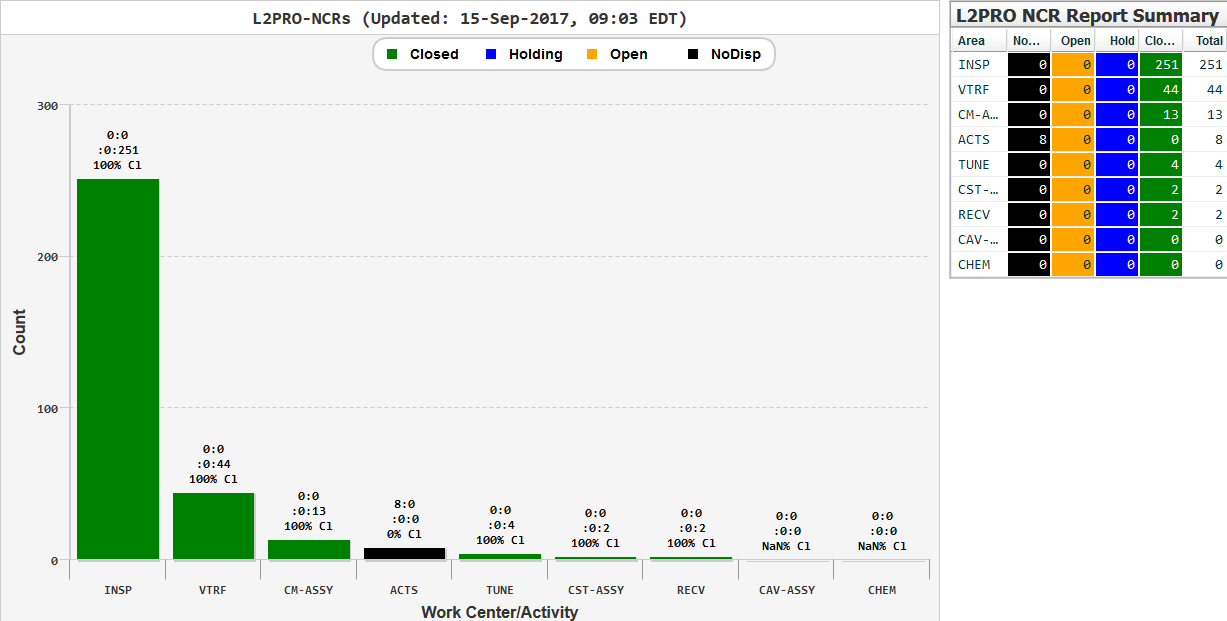 L2PRO-NCRs (Updated: 15-Sep-2017, 09:03 EDT)
Closed Holding Open NoDisp
300
200
100
0
Count
0:0
:0:251
100% Cl
0:0
:0:44
100% Cl
0:0
:0:13
100% Cl
8:0
:0:0
0% Cl
0:0
:0:4
100% Cl
0:0
:0:2
100% Cl
0:0
:0:2
100% Cl
0:0
:0:0
NaN% Cl
0:0
:0:0
NaN% Cl
INSP VTRF CM-ASSY ACTS TUNE CST-ASSY RECV CAV-ASSY CHEM
Work Center/Activity
L2PRO NCR Report Summary
Area No... Open Hold Clo... Total
INSP 0 0 0 251 251
VTRF 0 0 0 44 44
CM-A... 0 0 0 13 13
ACTS 8 0 0 0 8
TUNE 0 0 0 4 4
CST-... 0 0 0 2 2
RECV 0 0 0 2 2
CAV-... 0 0 0 0 0
CHEM 0 0 0 0 0